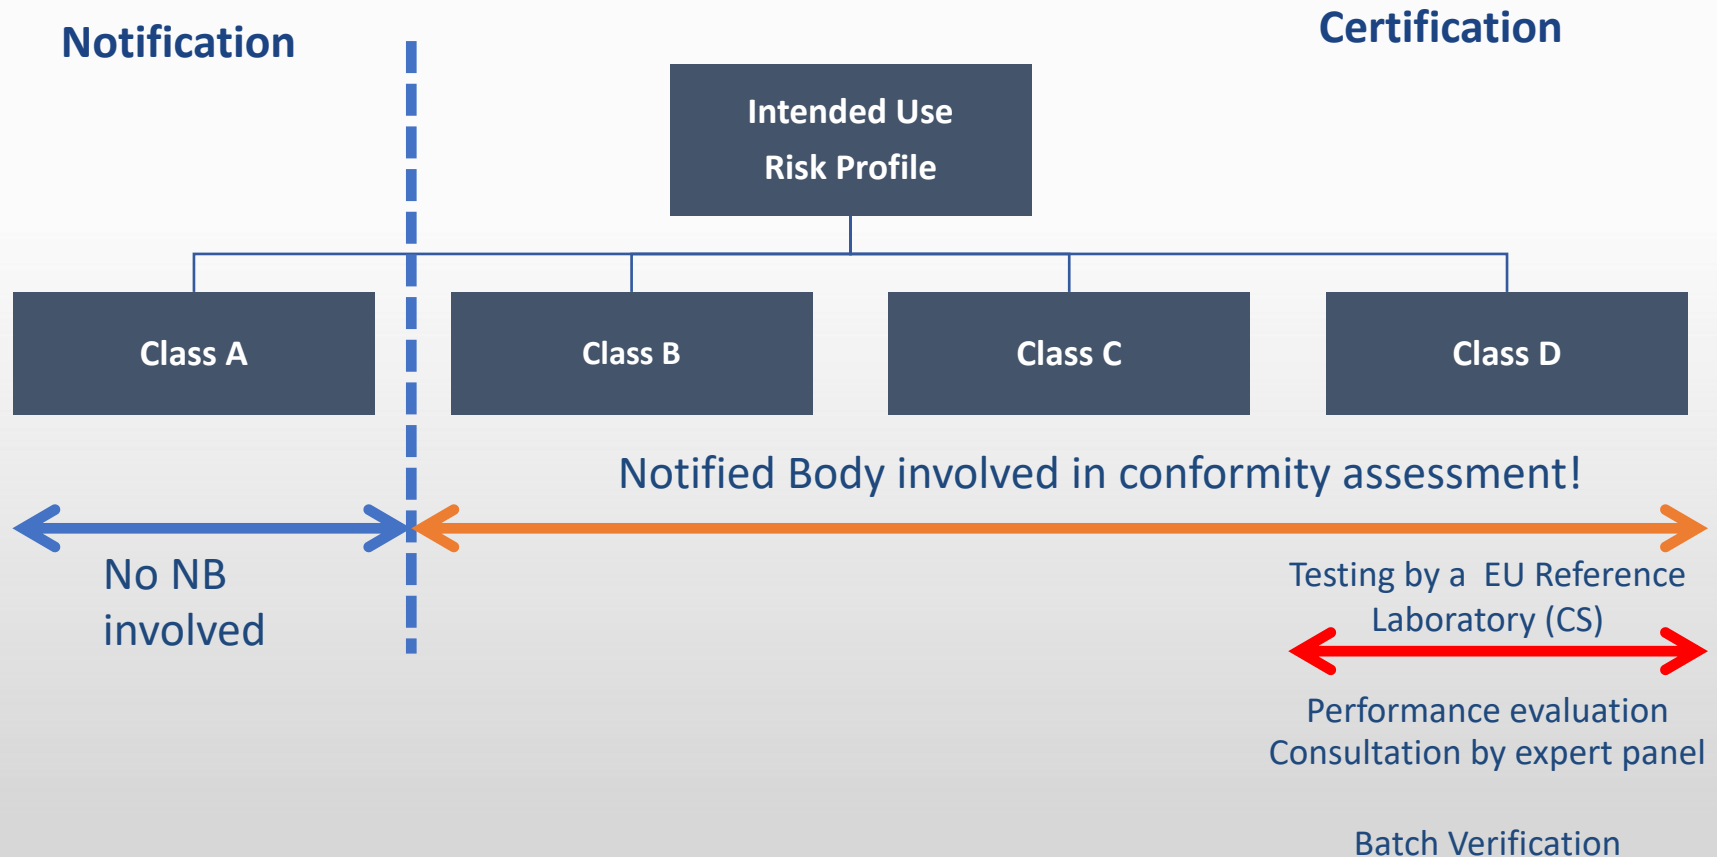 Notification
Certification
Intended Use
Risk Profile
Class A
Class B
Class C
Class D
Notified Body involved in conformity assessment!
No NB
involved
Testing by a  EU Reference
Laboratory (CS)
Performance evaluation
Consultation by expert panel
Batch Verification